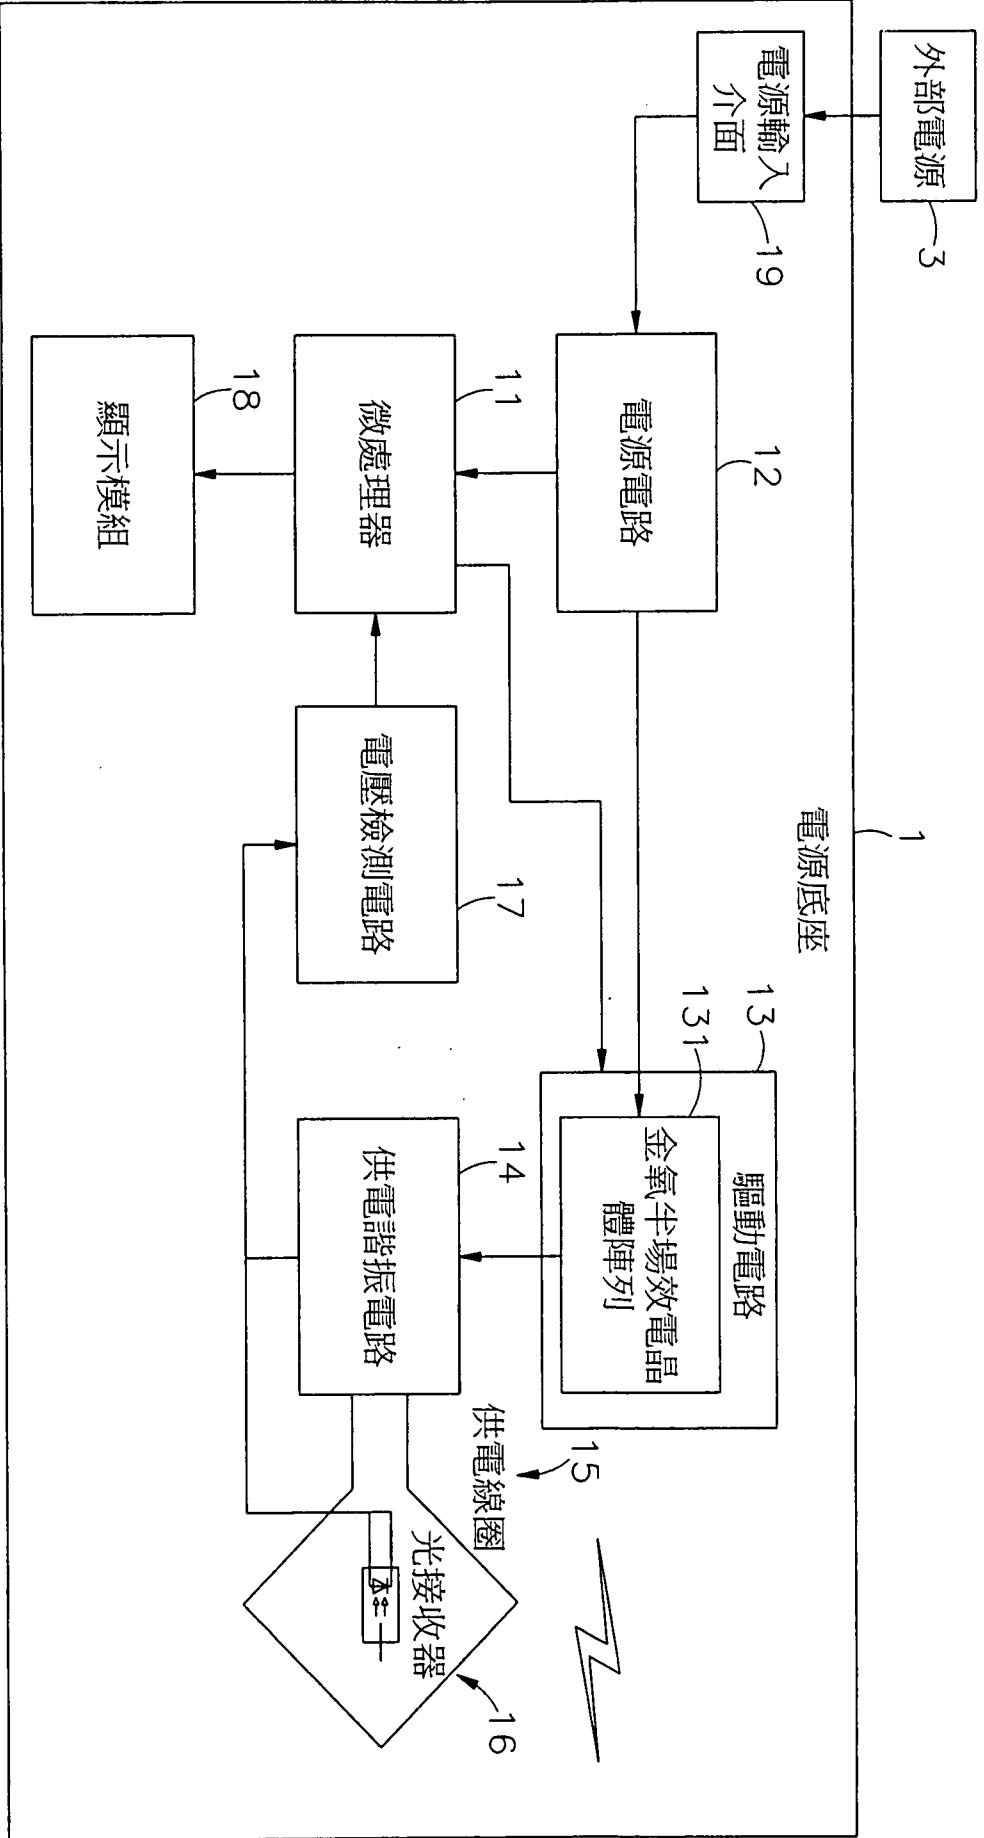 外部電源
3
電源輸入
介面
19
1
電源底座
電源電路
12
13
131
驅動電路
金氧半場效電晶
體陣列
微處理器
11
電壓檢測電路
17
供電諧振電路
14
供電線圈
15
光接收器
16
顯示模組
18